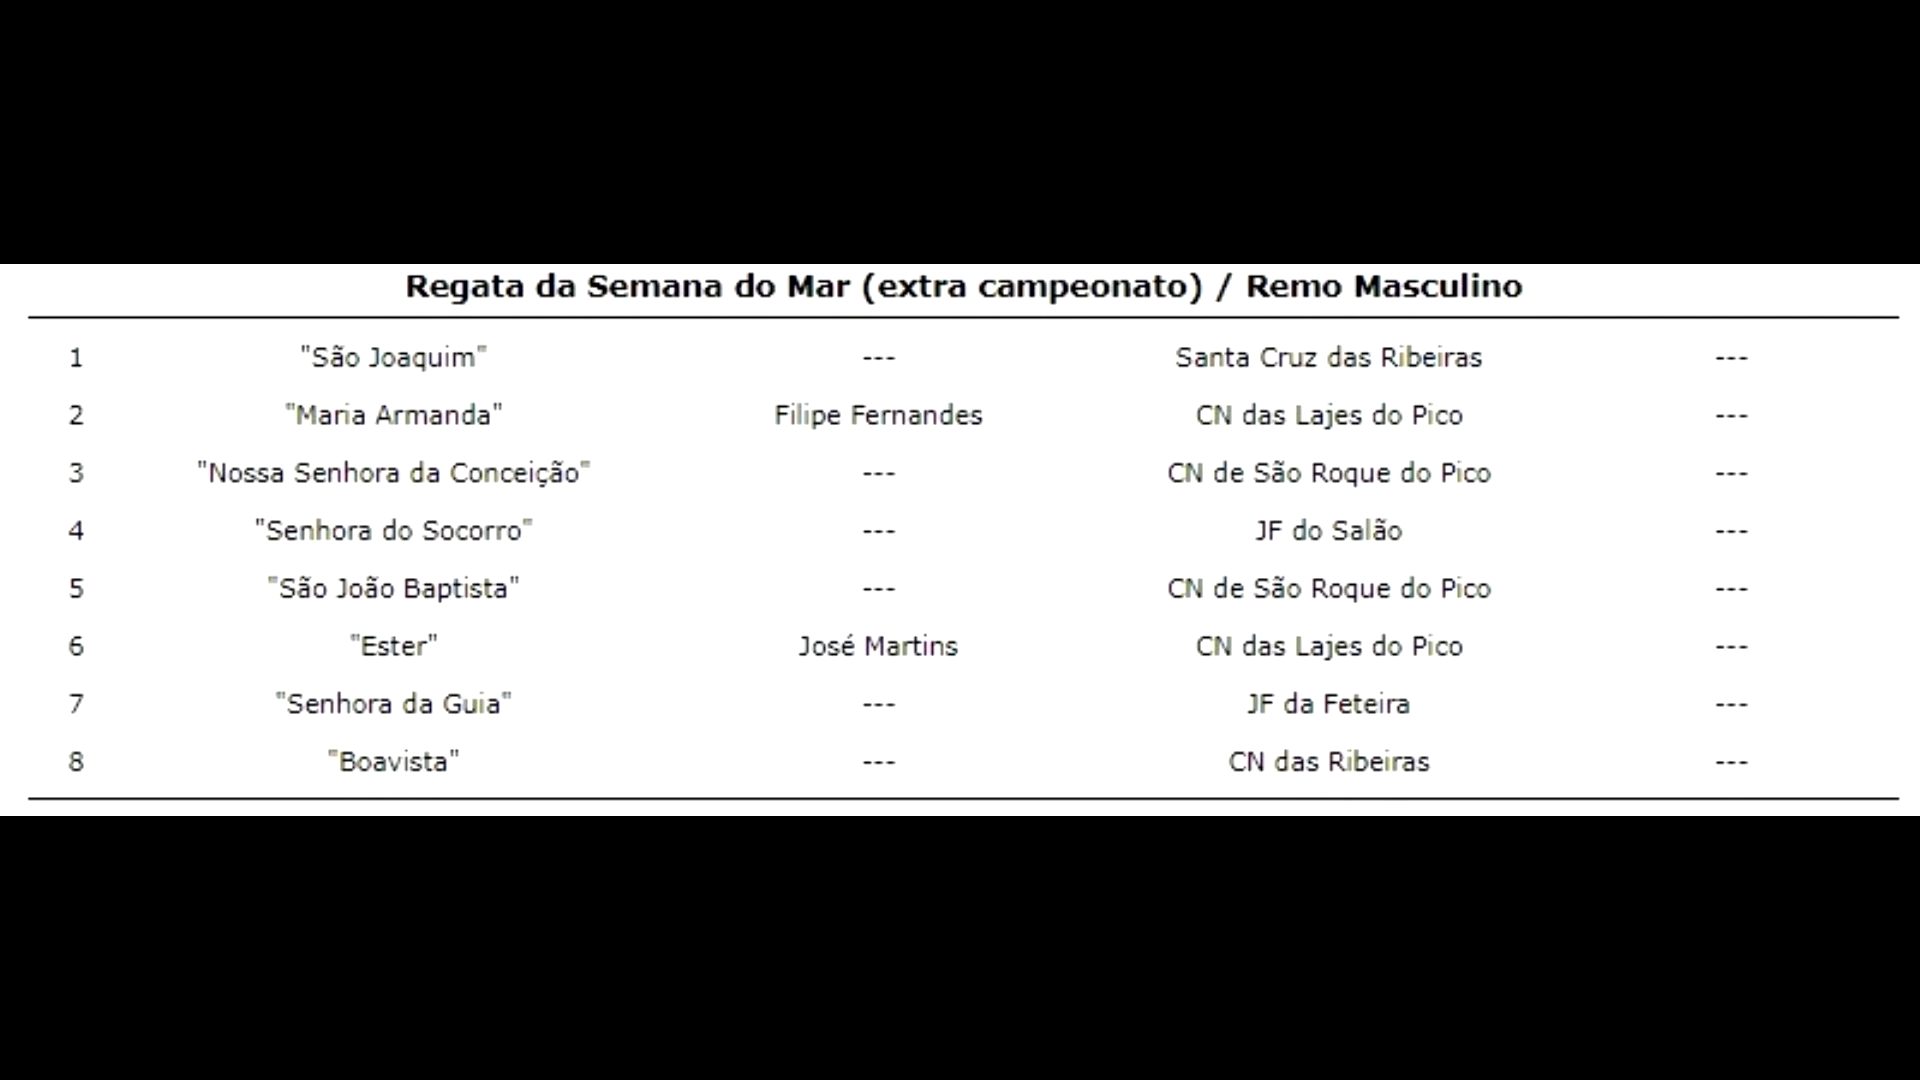 Regata da Semana do Mar (extra campeonato) / Remo Masculino
1 "São Joaquim" --- Santa Cruz das Ribeiras ---
2 "Maria Armanda" Filipe Fernandes CN das Lajes do Pico ---
3 "Nossa Senhora da Conceição" --- CN de São Roque do Pico ---
4 "Senhora do Socorro" --- JF do Salão ---
5 "São João Baptista" --- CN de São Roque do Pico ---
6 "Ester" José Martins CN das Lajes do Pico ---
7 "Senhora da Guia" --- JF da Feteira ---
8 "Boavista" --- CN das Ribeiras ---